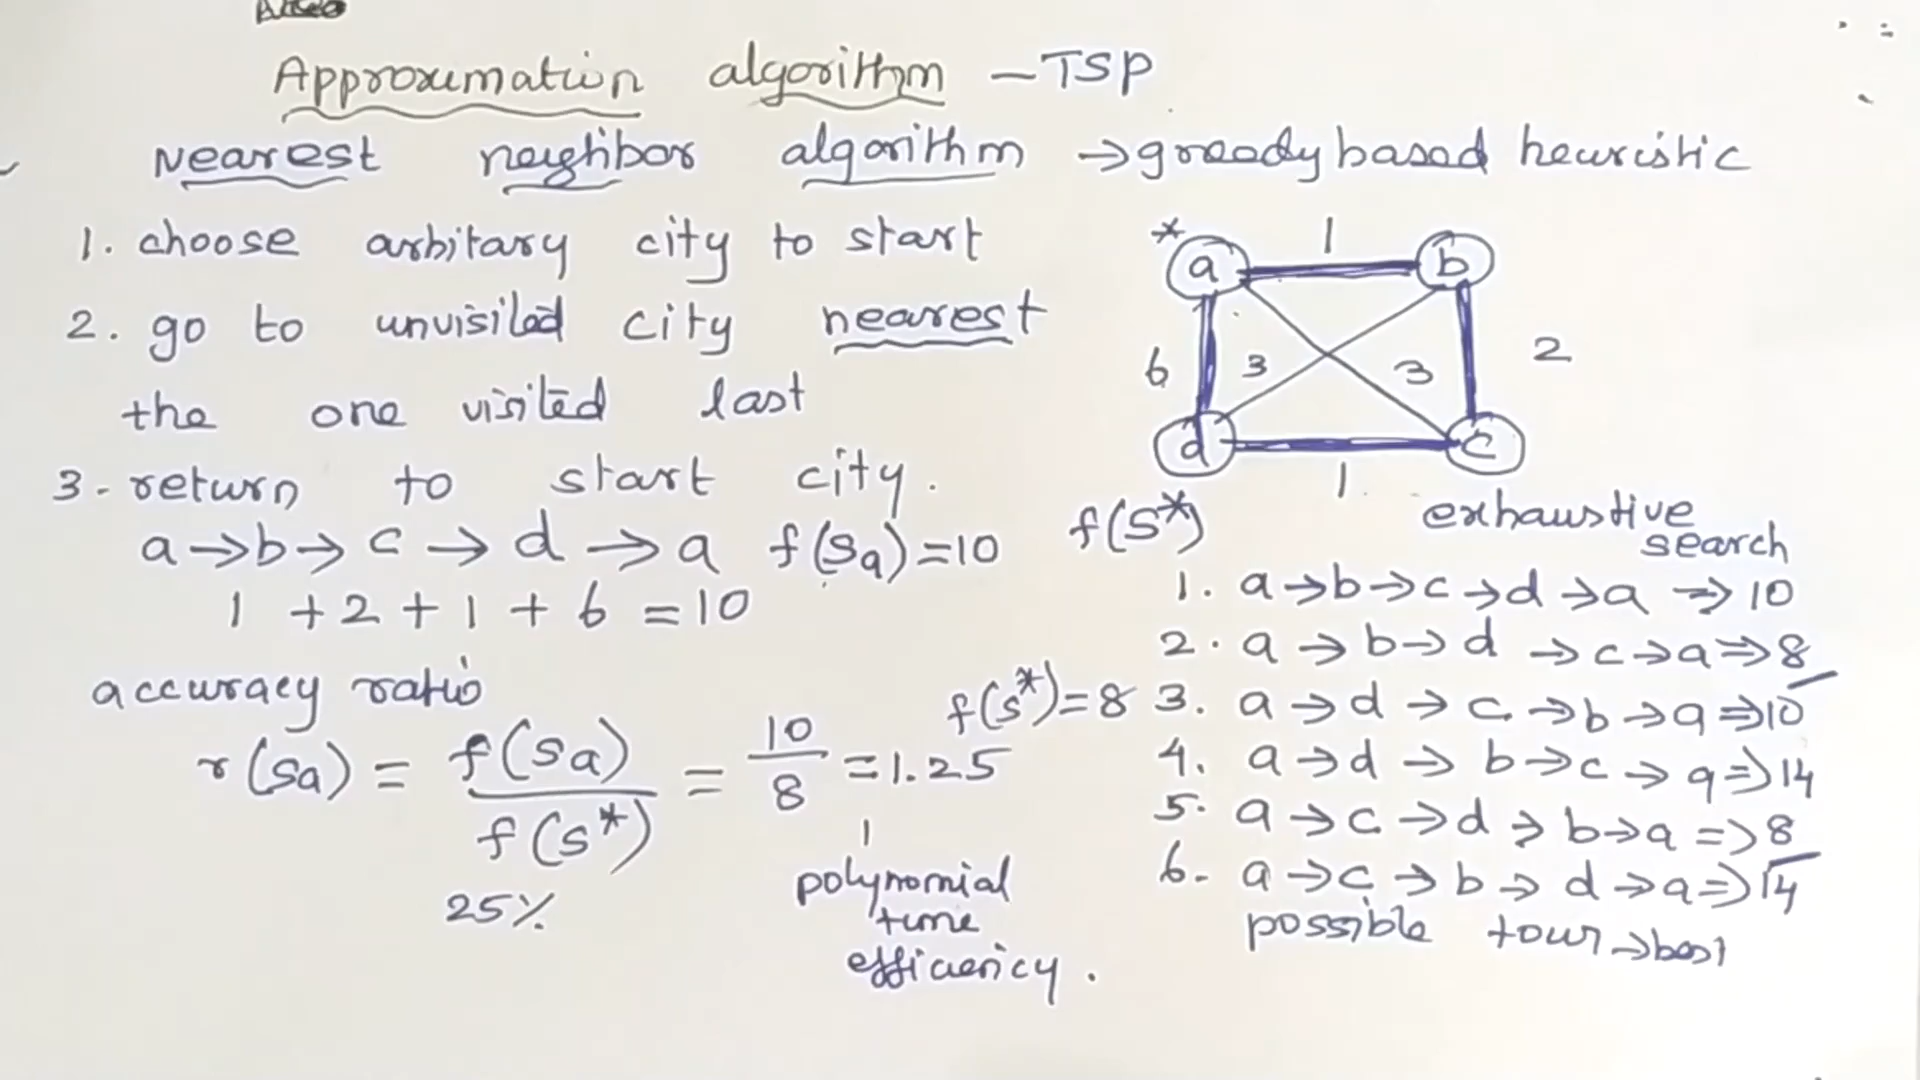 Approximation algorithm - TSP
Nearest neighbor algorithm → greedy based heuristic
1. choose arbitary city to start
2. go to unvisited city nearest
the one visited last
3. return to start city.
a → b → c → d → a f(sa) = 10
1 + 2 + 1 + 6 = 10
accuracy ratio
r(sa) = f(sa) / f(s*) = 10 / 8 = 1.25
25%
polynomial
time
efficiency.
* a 1 b
6 3 3 2
d 1 c
f(s*) exhaustive
search
1. a → b → c → d → a ⇒ 10
2. a → b → d → c → a ⇒ 8
f(s*) = 8
3. a → d → c → b → a ⇒ 10
4. a → d → b → c → a ⇒ 14
5. a → c → d → b → a ⇒ 8
6. a → c → b → d → a ⇒ 14
possible tour → best